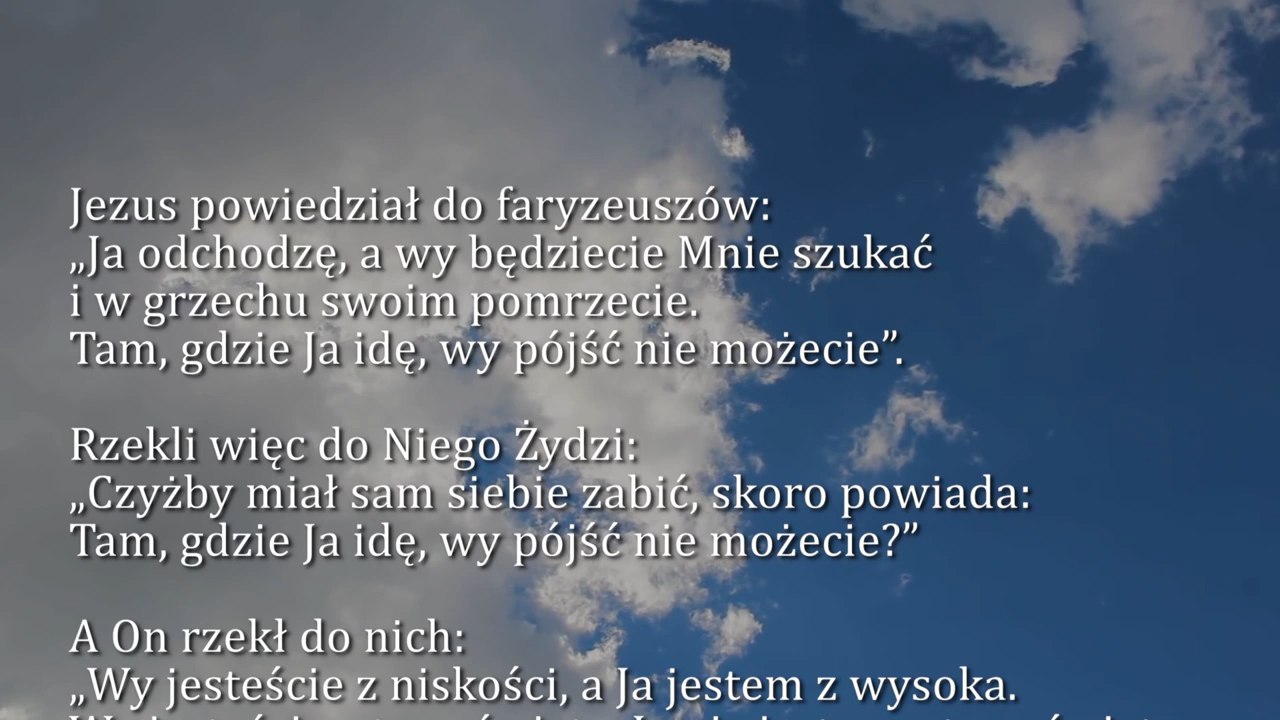 Jezus powiedział do faryzeuszów:
„Ja odchodzę, a wy będziecie Mnie szukać
i w grzechu swoim pomrzecie.
Tam, gdzie Ja idę, wy pójść nie możecie”.
Rzekli więc do Niego Żydzi:
„Czyżby miał sam siebie zabić, skoro powiada:
Tam, gdzie Ja idę, wy pójść nie możecie?”
A On rzekł do nich:
„Wy jesteście z niskości, a Ja jestem z wysoka.